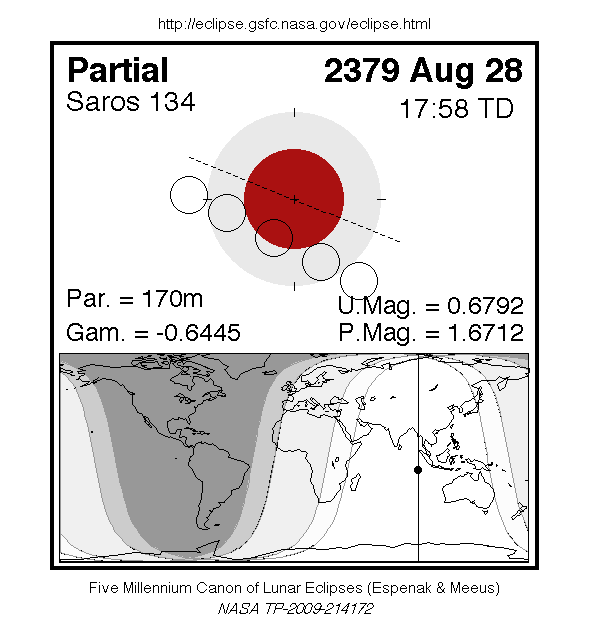 http://eclipse.gsfc.nasa.gov/eclipse.html
Partial 2379 Aug 28
Saros 134 17:58 TD
Par. = 170m U.Mag. = 0.6792
Gam. = -0.6445 P.Mag. = 1.6712
Five Millennium Canon of Lunar Eclipses (Espenak & Meeus)
NASA TP-2009-214172